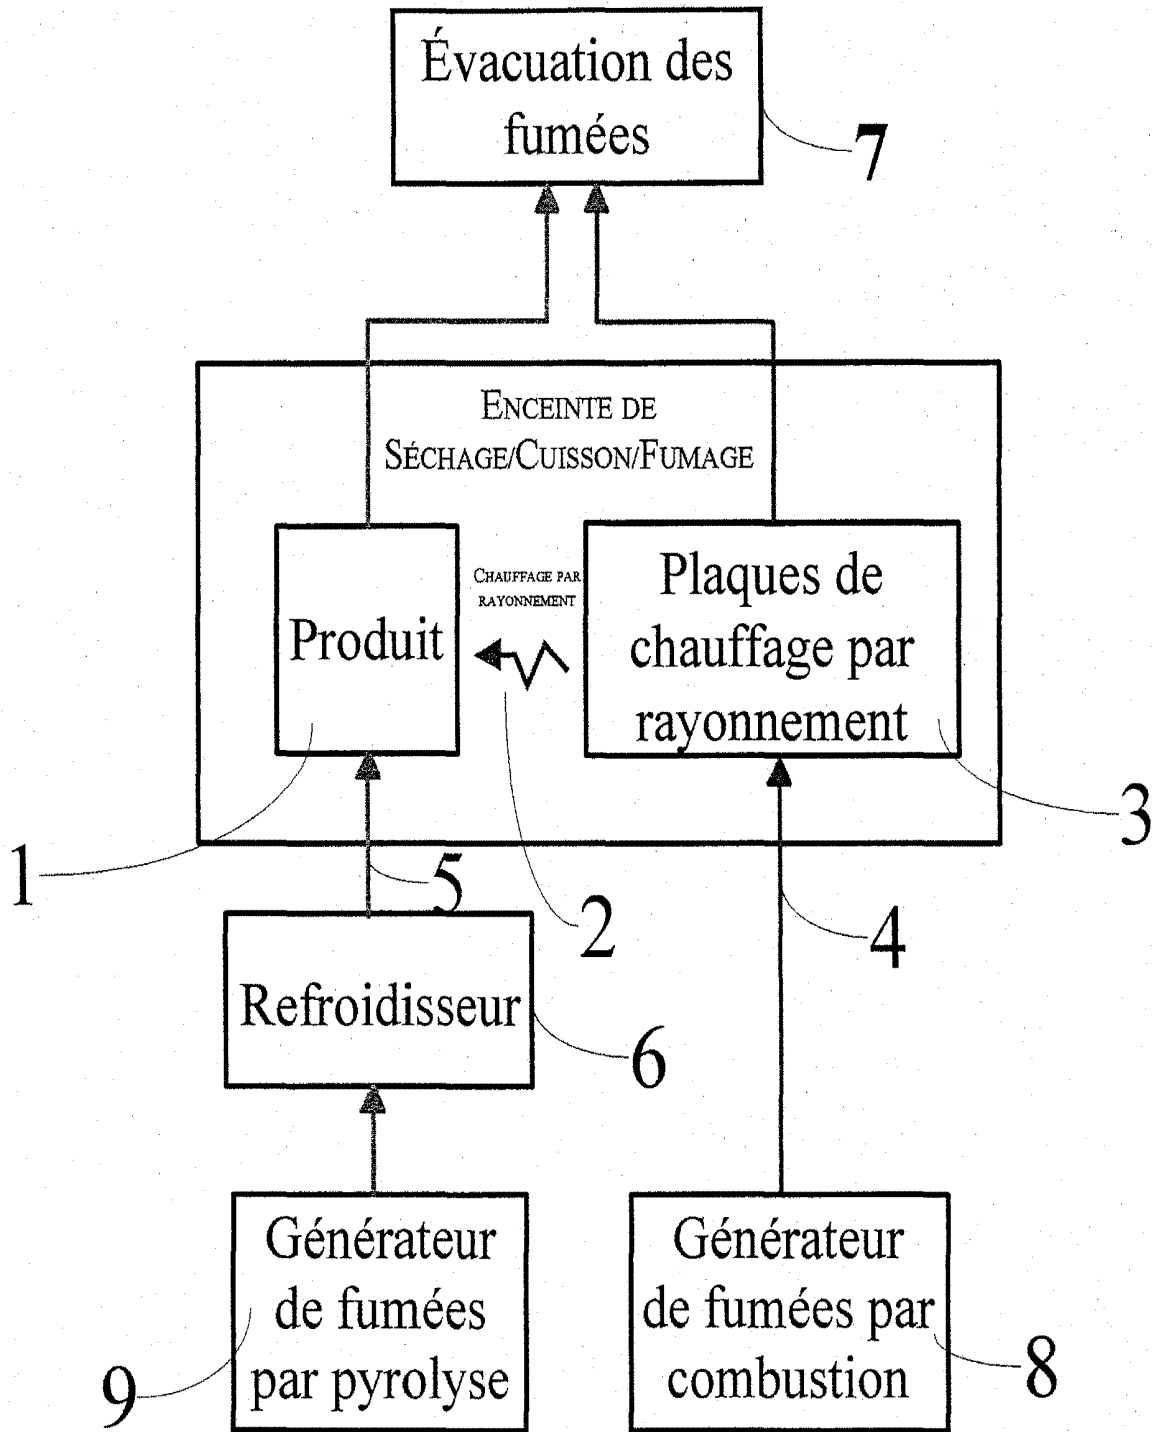 Évacuation des
fumées
7
ENCEINTE DE
SÉCHAGE/CUISSON/FUMAGE
CHAUFFAGE PAR
RAYONNEMENT
Produit
Plaques de
chauffage par
rayonnement
3
1
5
2
4
Refroidisseur
6
Générateur
de fumées
par pyrolyse
9
Générateur
de fumées par
combustion
8